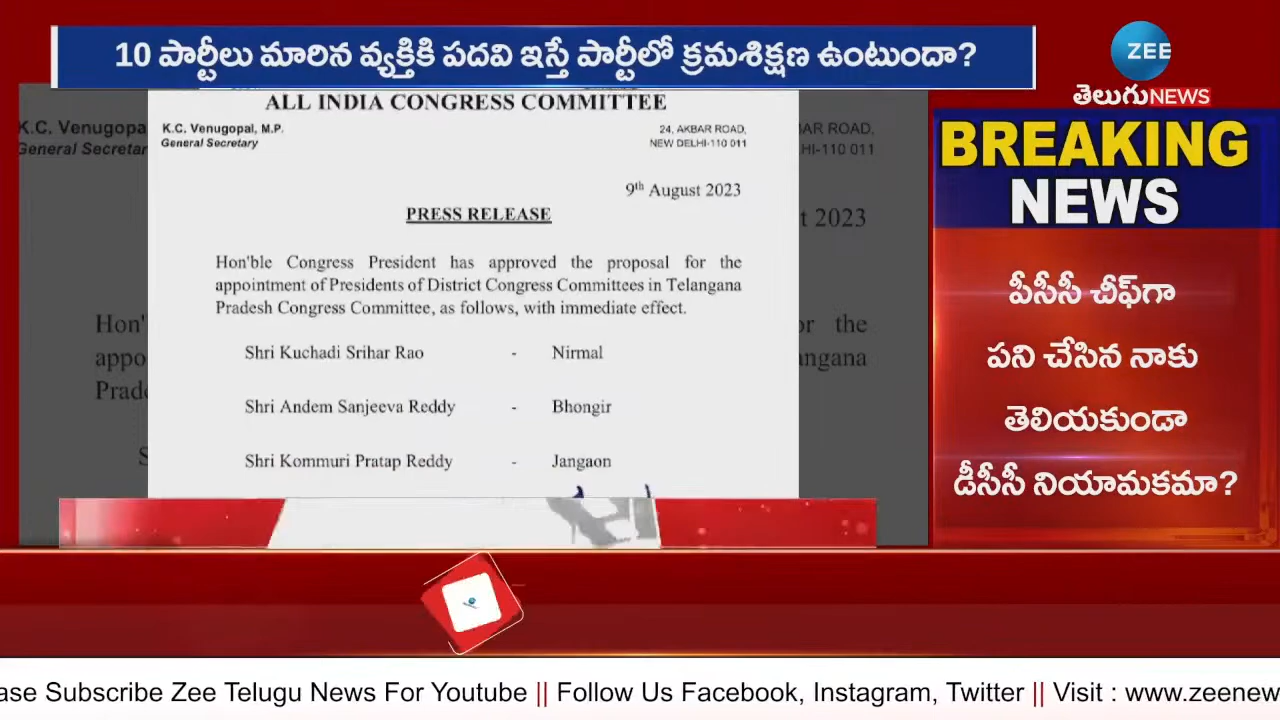 10 పార్టీలు మారిన వ్యక్తికి పదవి ఇస్తే పార్టీలో క్రమశిక్షణ ఉంటుందా?
ZEE
తెలుగు NEWS
BREAKING
NEWS
పీసీసీ చీఫ్‌గా
పని చేసిన నాకు
తెలియకుండా
డీసీసీ నియామకమా?
ALL INDIA CONGRESS COMMITTEE
K.C. Venugopal, M.P.
General Secretary
24, AKBAR ROAD,
NEW DELHI-110 011
9th August 2023
PRESS RELEASE
Hon'ble Congress President has approved the proposal for the
appointment of Presidents of District Congress Committees in Telangana
Pradesh Congress Committee, as follows, with immediate effect.
Shri Kuchadi Srihar Rao - Nirmal
Shri Andem Sanjeeva Reddy - Bhongir
Shri Kommuri Pratap Reddy - Jangaon
ase Subscribe Zee Telugu News For Youtube || Follow Us Facebook, Instagram, Twitter || Visit : www.zeenew